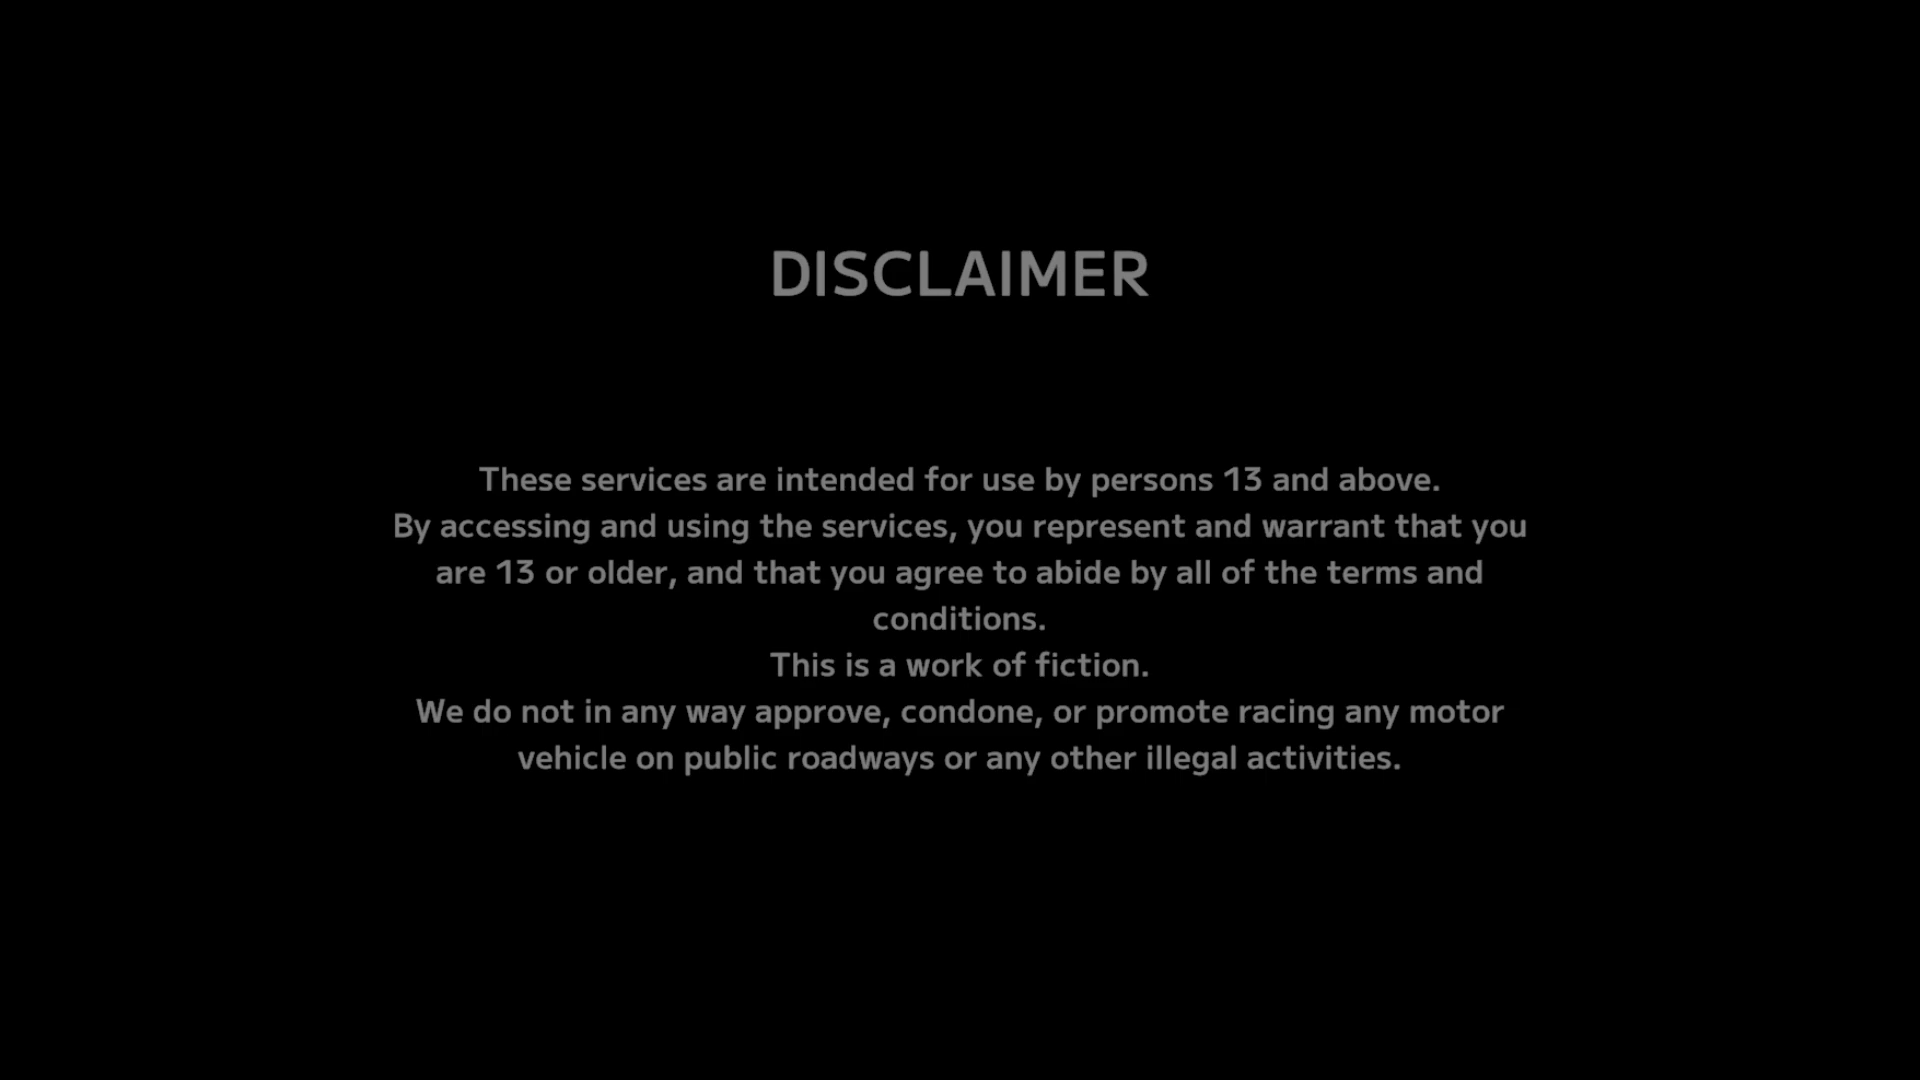 DISCLAIMER
These services are intended for use by persons 13 and above.
By accessing and using the services, you represent and warrant that you
are 13 or older, and that you agree to abide by all of the terms and
conditions.
This is a work of fiction.
We do not in any way approve, condone, or promote racing any motor
vehicle on public roadways or any other illegal activities.